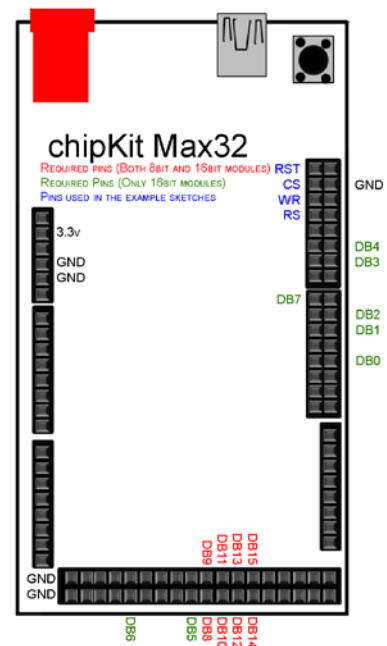 chipKit Max32
Required pins (Both 8bit and 16bit modules)
Required Pins (Only 16bit modules)
Pins used in the example sketches
RST
CS
GND
WR
RS
3.3v
DB4
GND
DB3
GND
DB7
DB2
DB1
DB0
DB9
DB11
DB13
DB15
GND
GND
DB6
DB5
DB8
DB10
DB12
DB14